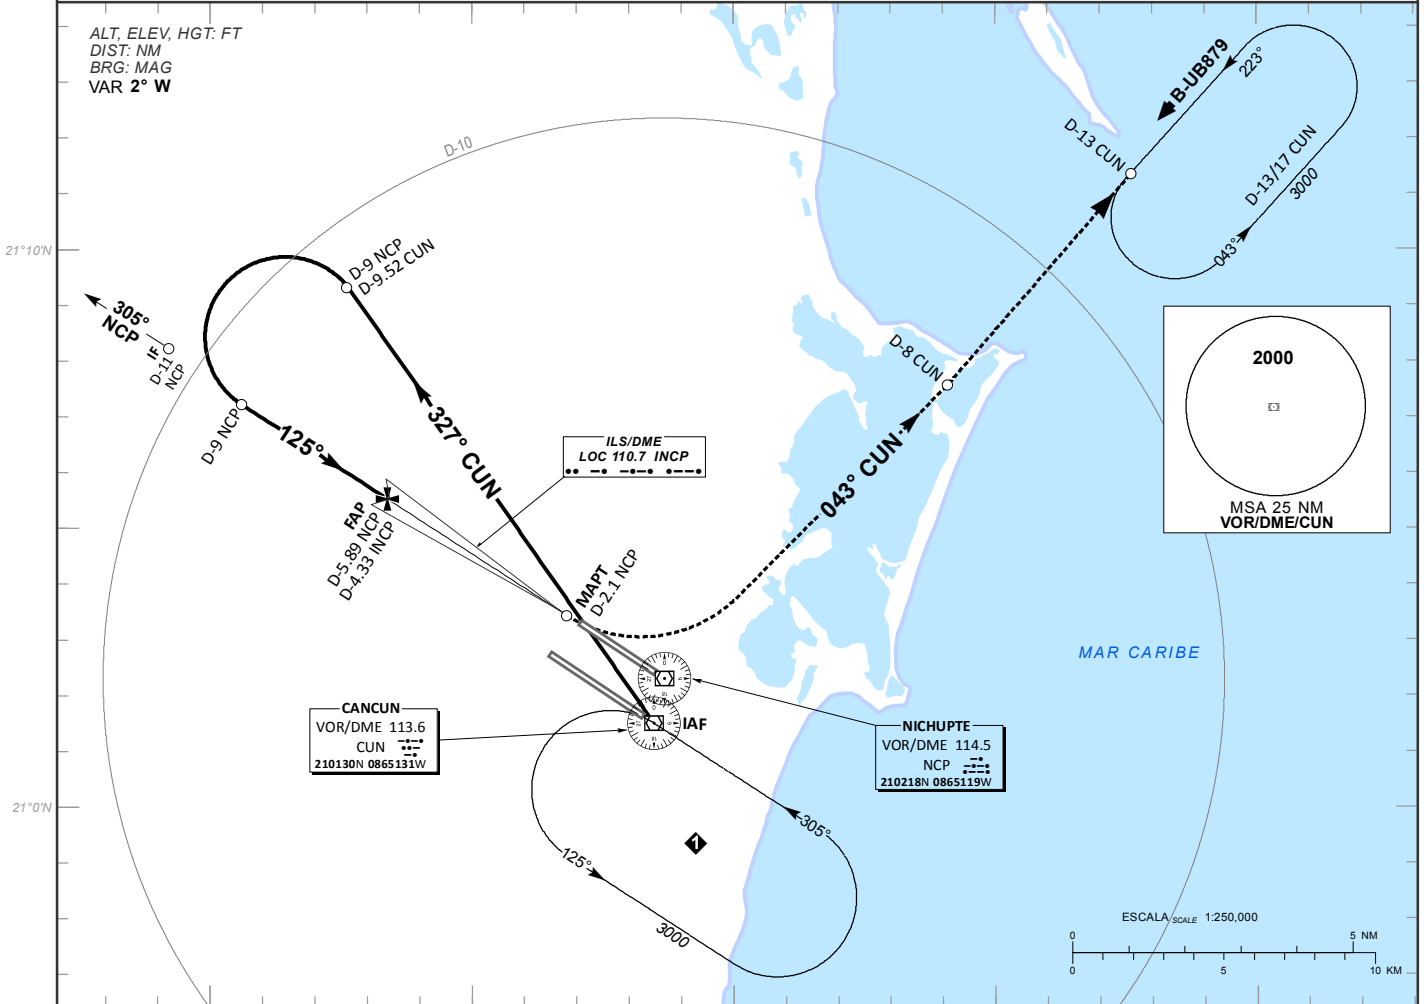 ALT, ELEV, HGT: FT
DIST: NM
BRG: MAG
VAR 2° W
D-10
B-UB879
223°
D-13 CUN
D-13/17 CUN
3000
043°
21°10'N
D-9 NCP
D-9.52 CUN
305°
NCP
IF
D-11
NCP
D-9 NCP
125°
327° CUN
ILS/DME
LOC 110.7 INCP
D-8 CUN
043° CUN
2000
MSA 25 NM
VOR/DME/CUN
FAP
D-5.89 NCP
D-4.33 INCP
MAPT
D-2.1 NCP
MAR CARIBE
CANCUN
VOR/DME 113.6
CUN
210130N 0865131W
IAF
NICHUPTE
VOR/DME 114.5
NCP
210218N 0865119W
21°0'N
305°
1
125°
3000
ESCALA SCALE 1:250,000
0 5 NM
0 5 10 KM